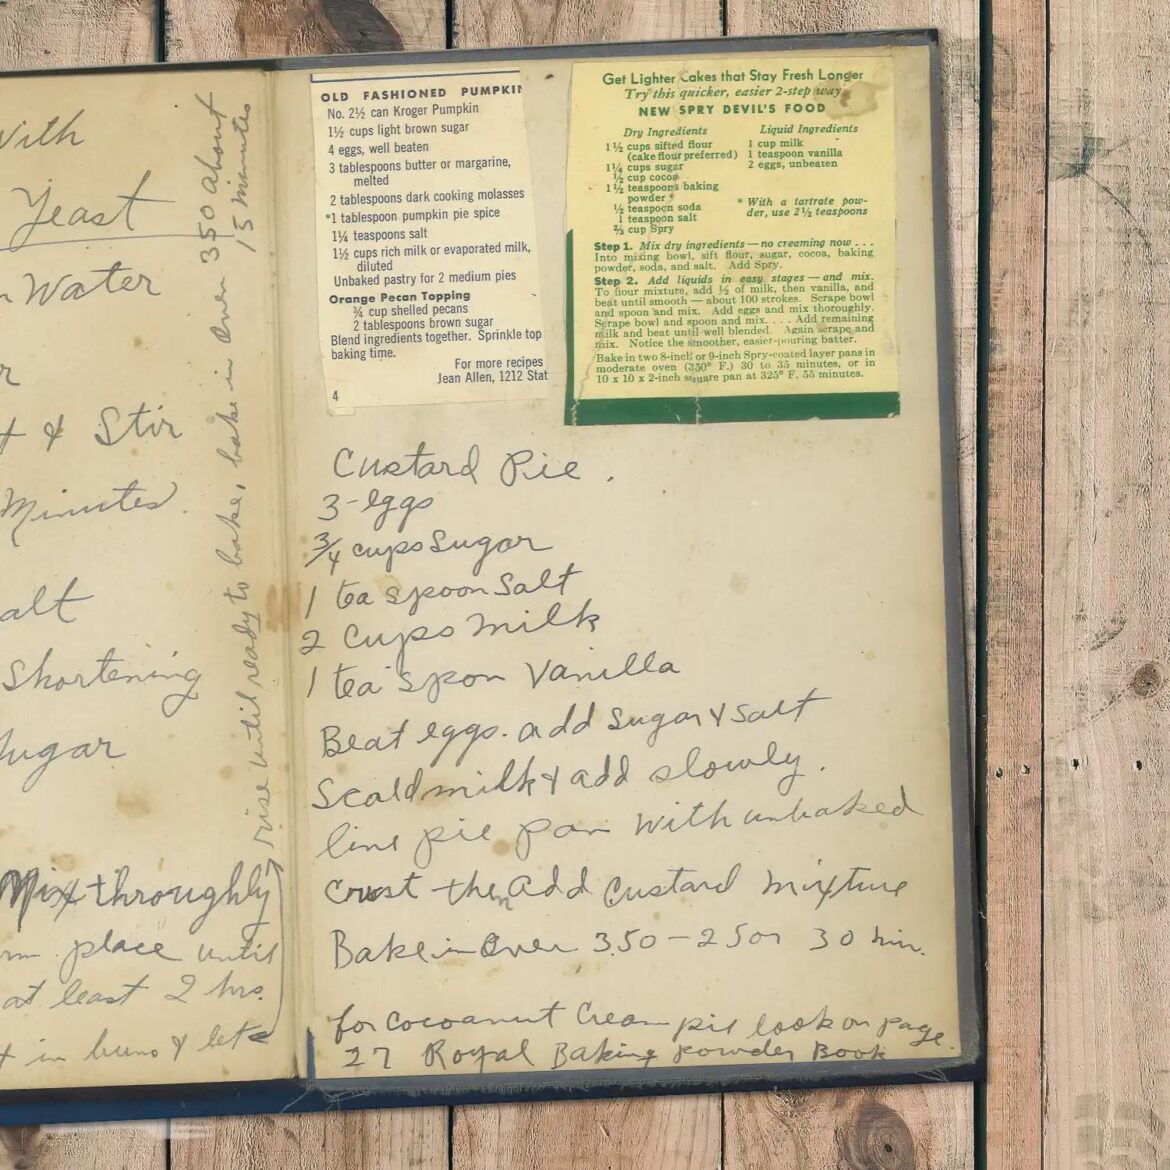 With
Yeast
Water
& Stir
Minutes.
alt
Shortening
ugar
Mix throughly
place until
at least 2 hrs.
in buns & let
rise until ready to bake, bake in Oven 350 About
15 minutes
OLD FASHIONED PUMPKIN
No. 2½ can Kroger Pumpkin
1½ cups light brown sugar
4 eggs, well beaten
3 tablespoons butter or margarine,
melted
2 tablespoons dark cooking molasses
*1 tablespoon pumpkin pie spice
1¼ teaspoons salt
1½ cups rich milk or evaporated milk,
diluted
Unbaked pastry for 2 medium pies
Orange Pecan Topping
¾ cup shelled pecans
2 tablespoons brown sugar
Blend ingredients together. Sprinkle top
baking time.
For more recipes
Jean Allen, 1212 Stat
4
Get Lighter Cakes that Stay Fresh Longer
Try this quicker, easier 2-step way
NEW SPRY DEVIL'S FOOD
Dry Ingredients
1½ cups sifted flour
(cake flour preferred)
1¼ cups sugar
½ cup cocoa
1½ teaspoons baking
powder*
½ teaspoon soda
1 teaspoon salt
⅔ cup Spry
Liquid Ingredients
1 cup milk
1 teaspoon vanilla
2 eggs, unbeaten
* With a tartrate pow-
der, use 2½ teaspoons
Step 1. Mix dry ingredients—no creaming now . . .
Into mixing bowl, sift flour, sugar, cocoa, baking
powder, soda, and salt. Add Spry.
Step 2. Add liquids in easy stages—and mix.
To flour mixture, add ½ of milk, then vanilla, and
beat until smooth—about 100 strokes. Scrape bowl
and spoon and mix. Add eggs and mix thoroughly.
Scrape bowl and spoon and mix. . . . Add remaining
milk and beat until well blended. Again scrape and
mix. Notice the smoother, easier-pouring batter.
Bake in two 8-inch or 9-inch Spry-coated layer pans in
moderate oven (350° F.) 30 to 35 minutes, or in
10 x 10 x 2-inch square pan at 325° F. 55 minutes.
Custard Pie.
3-eggs
3/4 cups Sugar
1 teaspoon Salt
2 cups milk
1 teaspon Vanilla
Beat eggs. add sugar & salt
Scald milk & add slowly.
line pie pan with unbaked
crust then Add Custard mixture
Bake in Oven 350 - 25 or 30 min.
for Cocoanut Cream pie look on page.
27 Royal Baking Powder Book